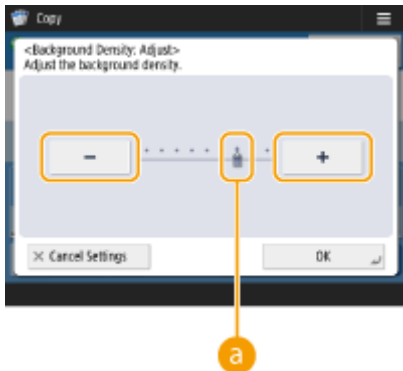 Copy
<Background Density: Adjust>
Adjust the background density.
−
+
× Cancel Settings
OK
a